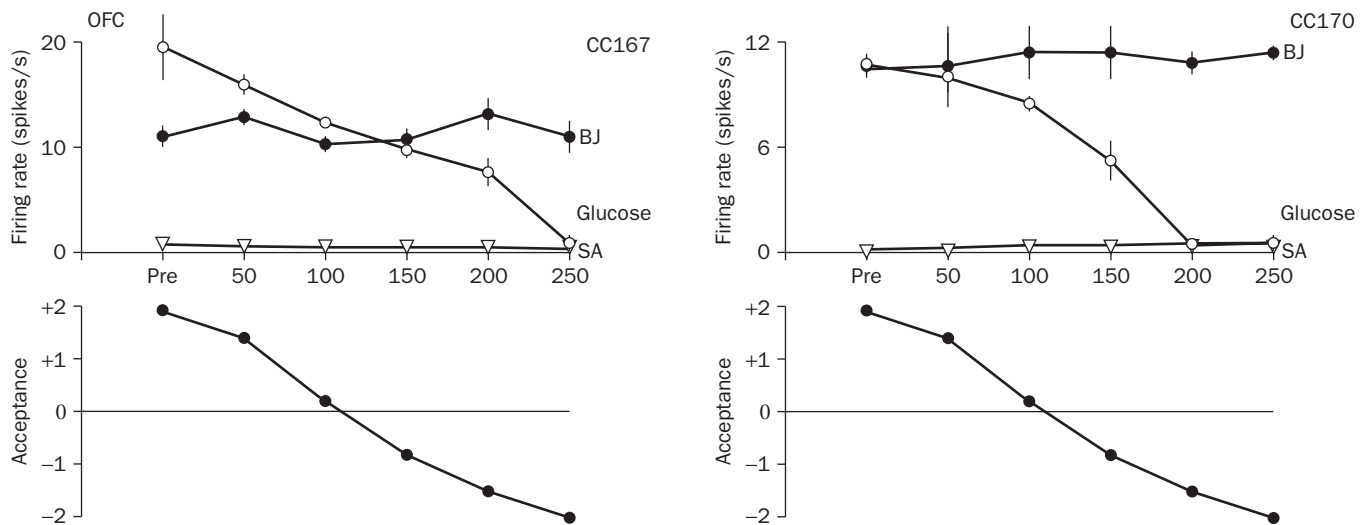 OFC
CC167
Firing rate (spikes/s)
20
10
0
BJ
Glucose
SA
Pre 50 100 150 200 250
Acceptance
+2
+1
0
−1
−2
CC170
Firing rate (spikes/s)
12
6
0
BJ
Glucose
SA
Pre 50 100 150 200 250
Acceptance
+2
+1
0
−1
−2